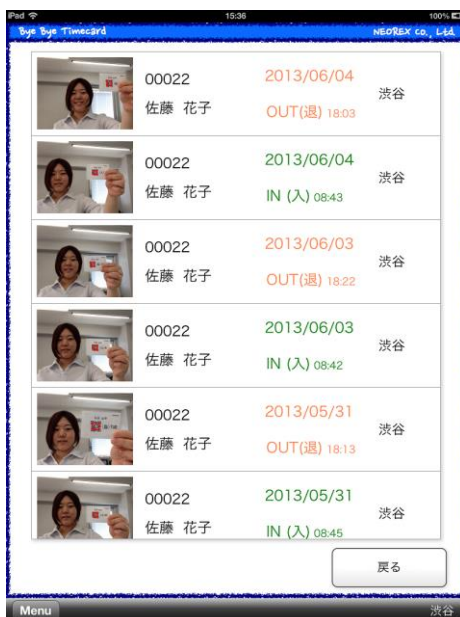 iPad 15:36 100%
Bye Bye Timecard NEOREX CO., Ltd.
00022 2013/06/04 渋谷
佐藤 花子 OUT(退) 18:03
00022 2013/06/04 渋谷
佐藤 花子 IN (入) 08:43
00022 2013/06/03 渋谷
佐藤 花子 OUT(退) 18:22
00022 2013/06/03 渋谷
佐藤 花子 IN (入) 08:42
00022 2013/05/31 渋谷
佐藤 花子 OUT(退) 18:13
00022 2013/05/31 渋谷
佐藤 花子 IN (入) 08:45
戻る
Menu 渋谷